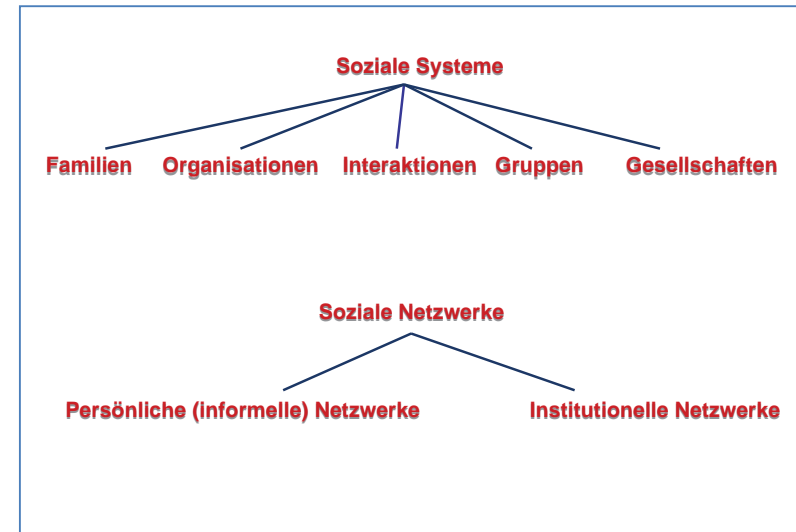 Soziale Systeme
Familien Organisationen Interaktionen Gruppen Gesellschaften
Soziale Netzwerke
Persönliche (informelle) Netzwerke Institutionelle Netzwerke